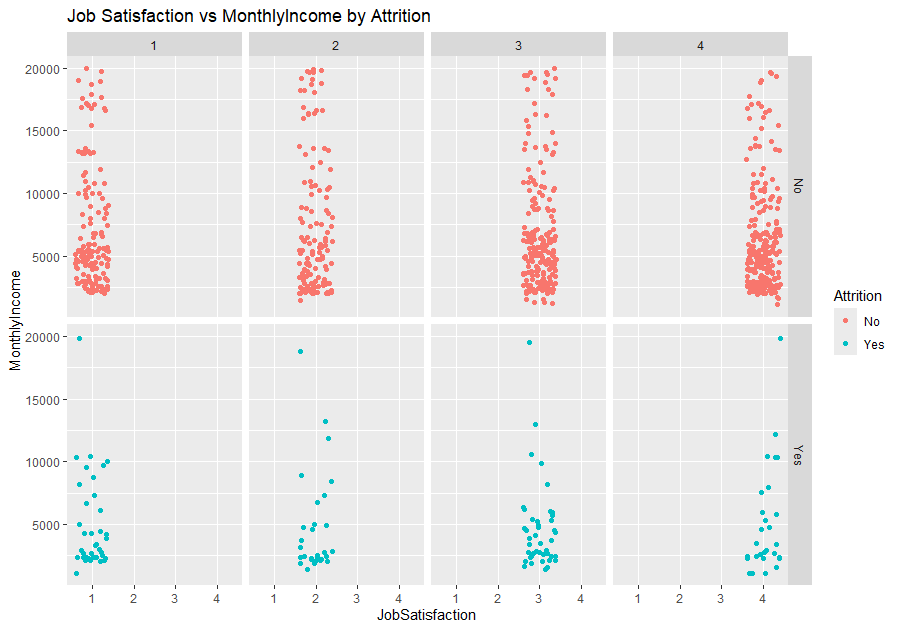 Job Satisfaction vs MonthlyIncome by Attrition
1 2 3 4
20000
15000
10000
5000
No
MonthlyIncome
20000
15000
10000
5000
Yes
1 2 3 4 1 2 3 4 1 2 3 4 1 2 3 4
JobSatisfaction
Attrition
No
Yes